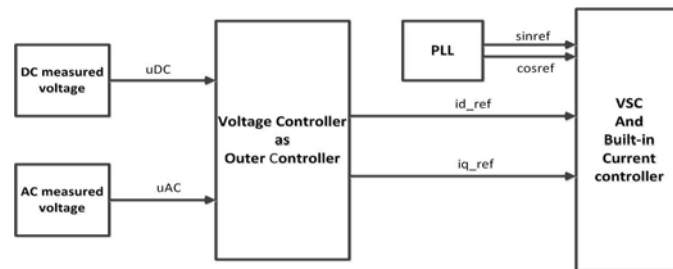 DC measured
voltage
uDC
AC measured
voltage
uAC
Voltage Controller
as
Outer Controller
PLL
sinref
cosref
id_ref
iq_ref
VSC
And
Built-in
Current
controller